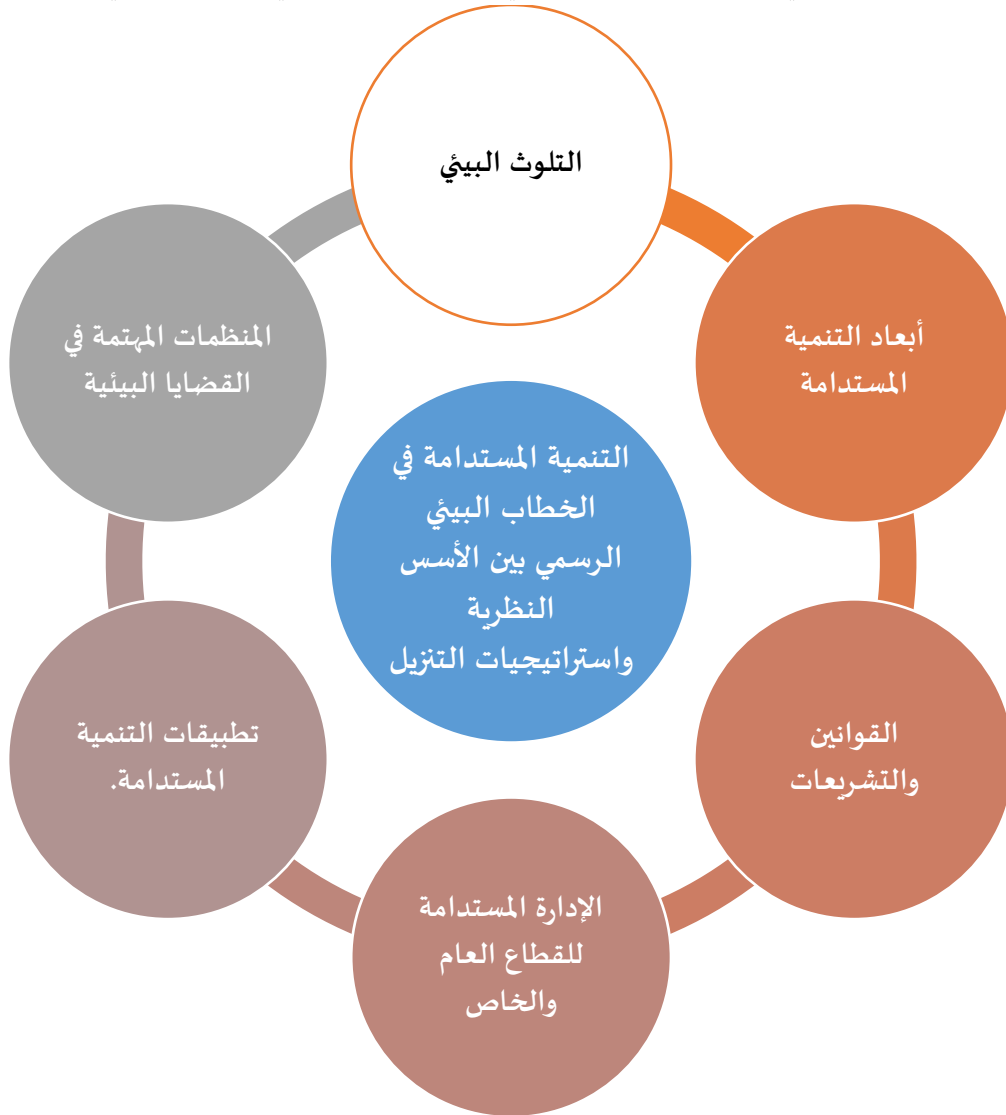 التلوث البيئي
أبعاد التنمية
المستدامة
القوانين
والتشريعات
الإدارة المستدامة
للقطاع العام
والخاص
تطبيقات التنمية
المستدامة.
المنظمات المهتمة في
القضايا البيئية
التنمية المستدامة في
الخطاب البيئي
الرسمي بين الأسس
النظرية
واستراتيجيات التنزيل